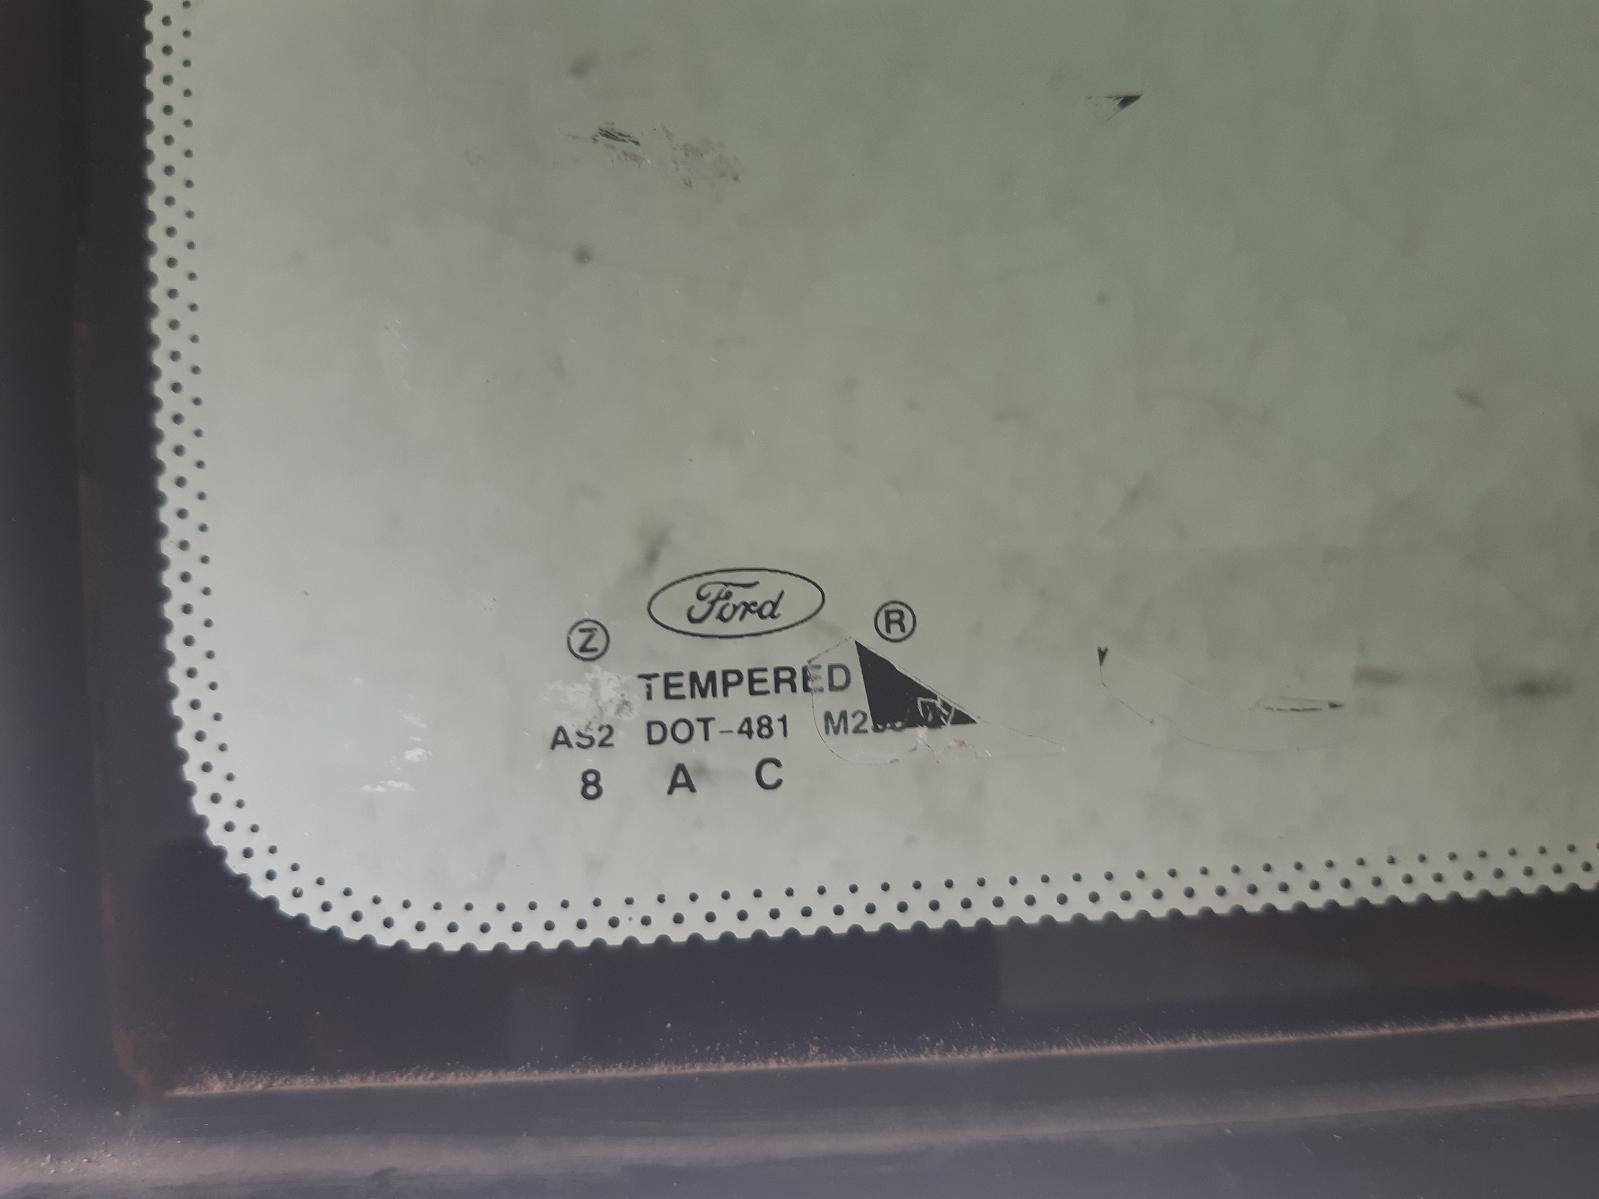 Ford
Z R
TEMPERED
AS2 DOT-481
8 A C